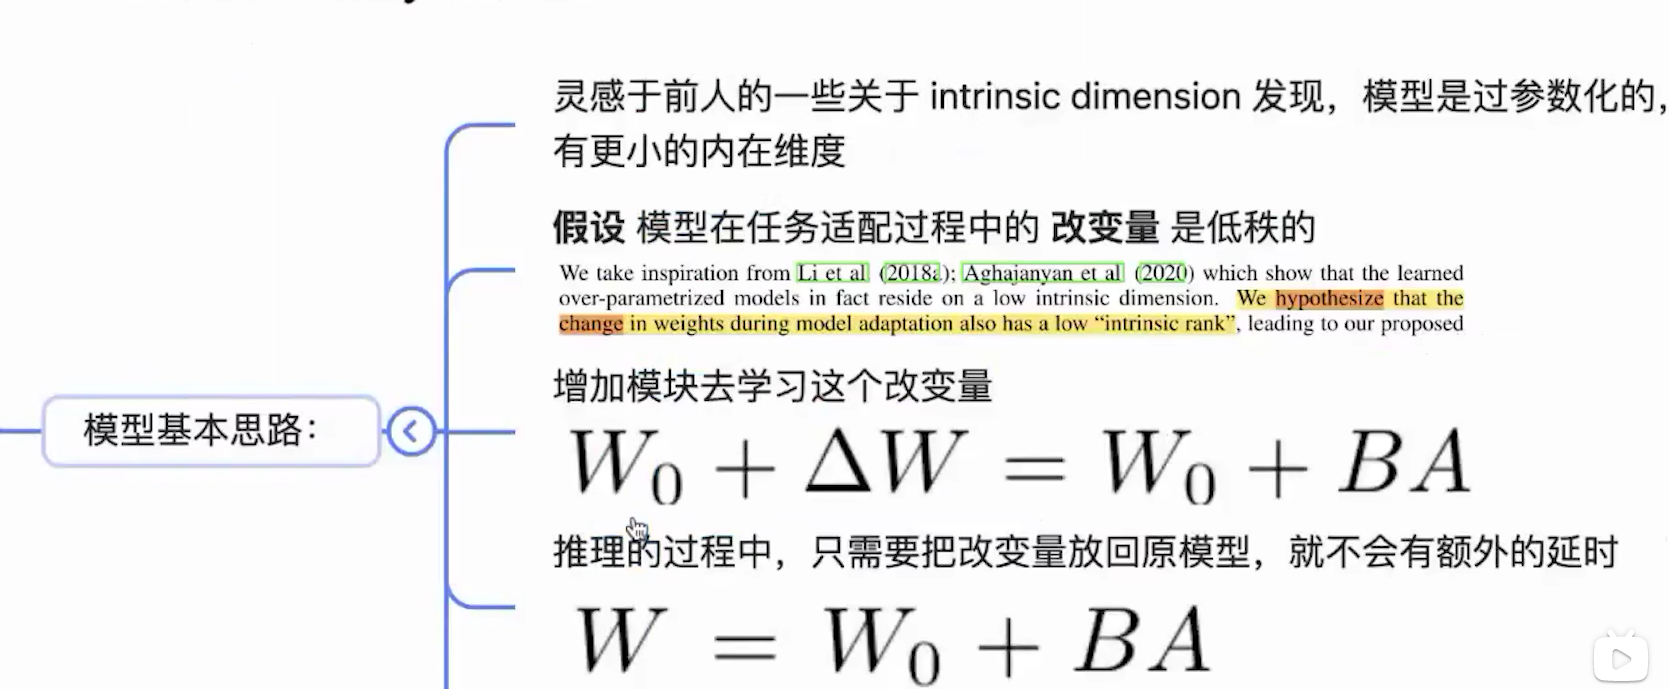 灵感于前人的一些关于 intrinsic dimension 发现，模型是过参数化的，
有更小的内在维度
假设 模型在任务适配过程中的 改变量 是低秩的
We take inspiration from Li et al. (2018a); Aghajanyan et al. (2020) which show that the learned
over-parametrized models in fact reside on a low intrinsic dimension. We hypothesize that the
change in weights during model adaptation also has a low “intrinsic rank”, leading to our proposed
模型基本思路：
增加模块去学习这个改变量
W₀ + ΔW = W₀ + BA
推理的过程中，只需要把改变量放回原模型，就不会有额外的延时
W = W₀ + BA